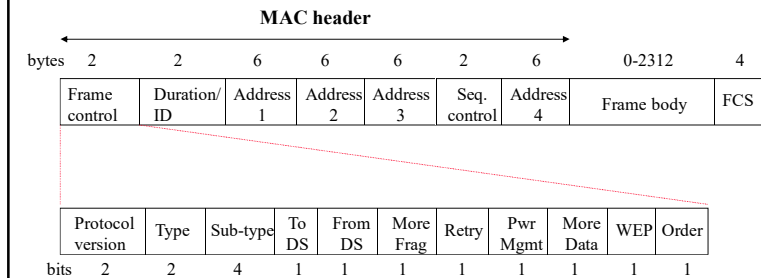 MAC header
bytes 2 2 6 6 6 2 6 0-2312 4
Frame control Duration/ ID Address 1 Address 2 Address 3 Seq. control Address 4 Frame body FCS
Protocol version Type Sub-type To DS From DS More Frag Retry Pwr Mgmt More Data WEP Order
bits 2 2 4 1 1 1 1 1 1 1 1